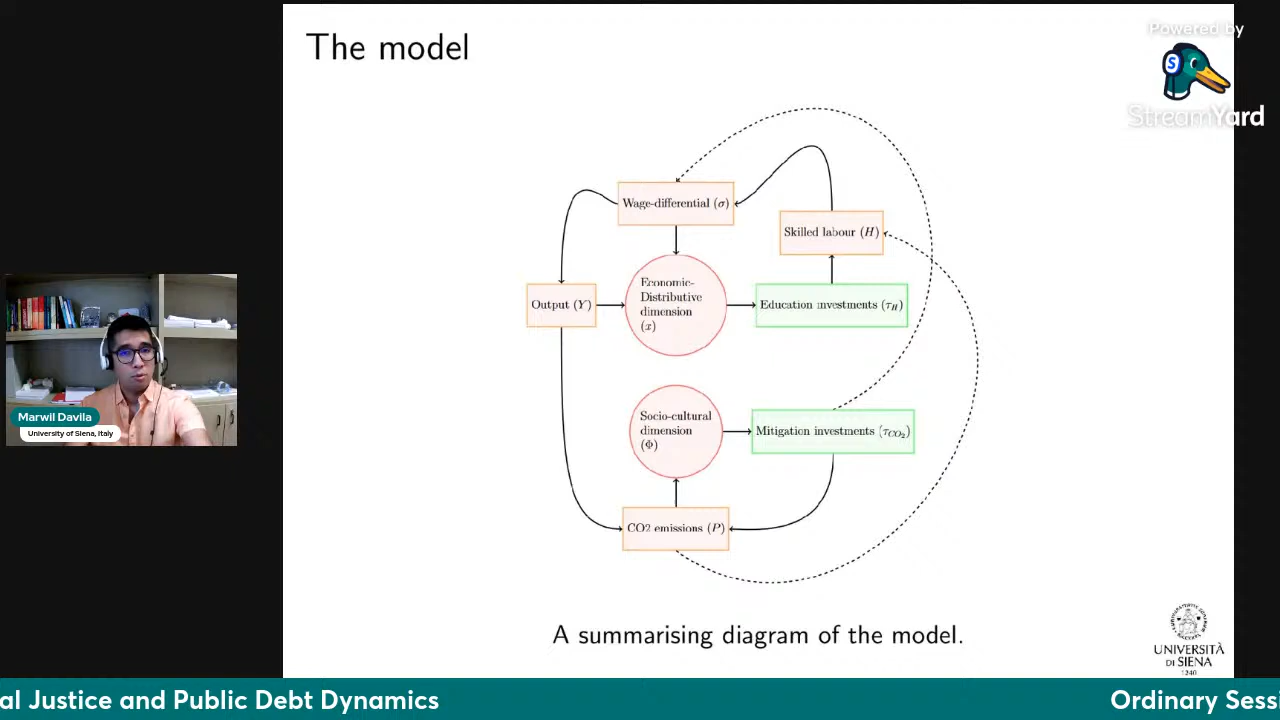 The model
Powered by
StreamYard
Wage-differential (σ)
Skilled labour (H)
Economic-
Distributive
dimension
(x)
Output (Y)
Education investments (τH)
Socio-cultural
dimension
(Φ)
Mitigation investments (τCO2)
CO2 emissions (P)
A summarising diagram of the model.
Marwil Davila
University of Siena, Italy
UNIVERSITÀ
DI SIENA
1240
al Justice and Public Debt Dynamics
Ordinary Sessi